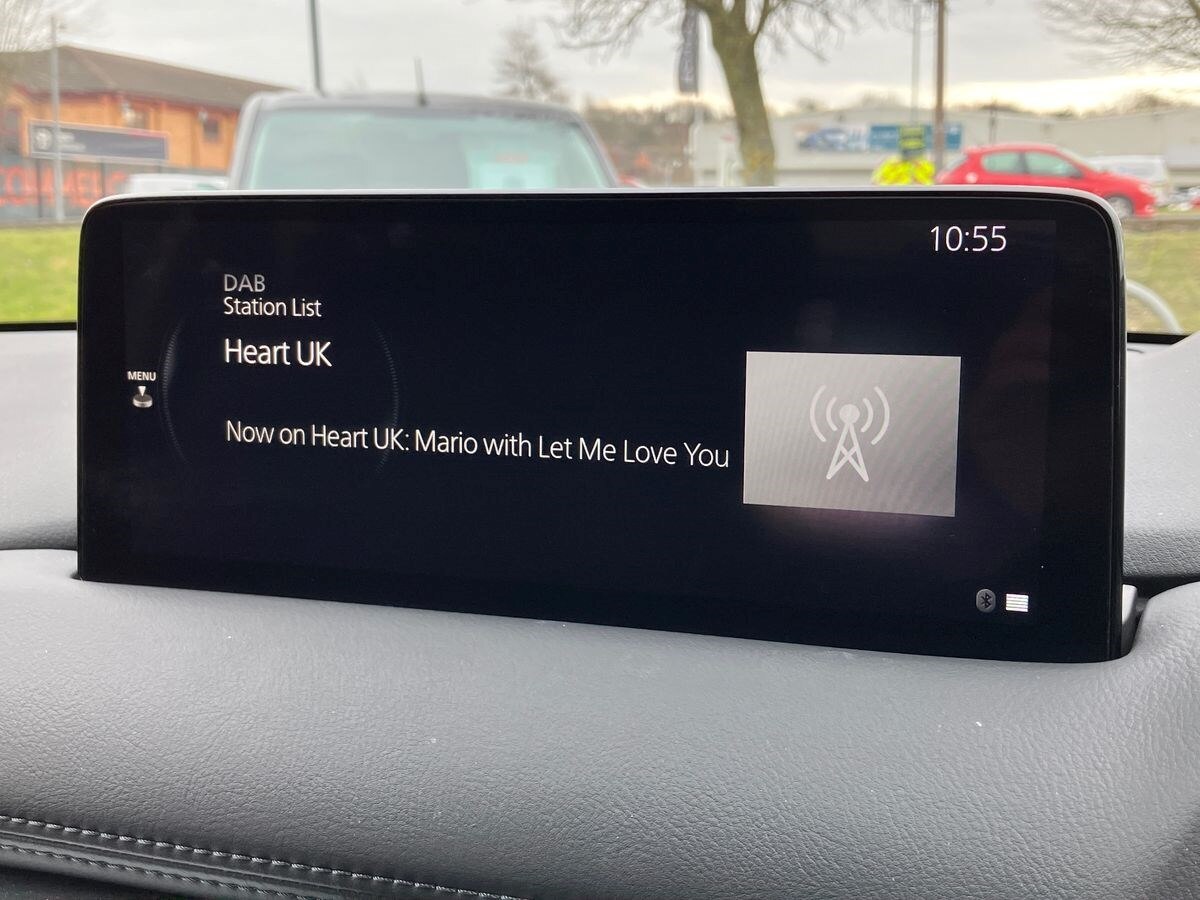 10:55
DAB
Station List
Heart UK
MENU
Now on Heart UK: Mario with Let Me Love You